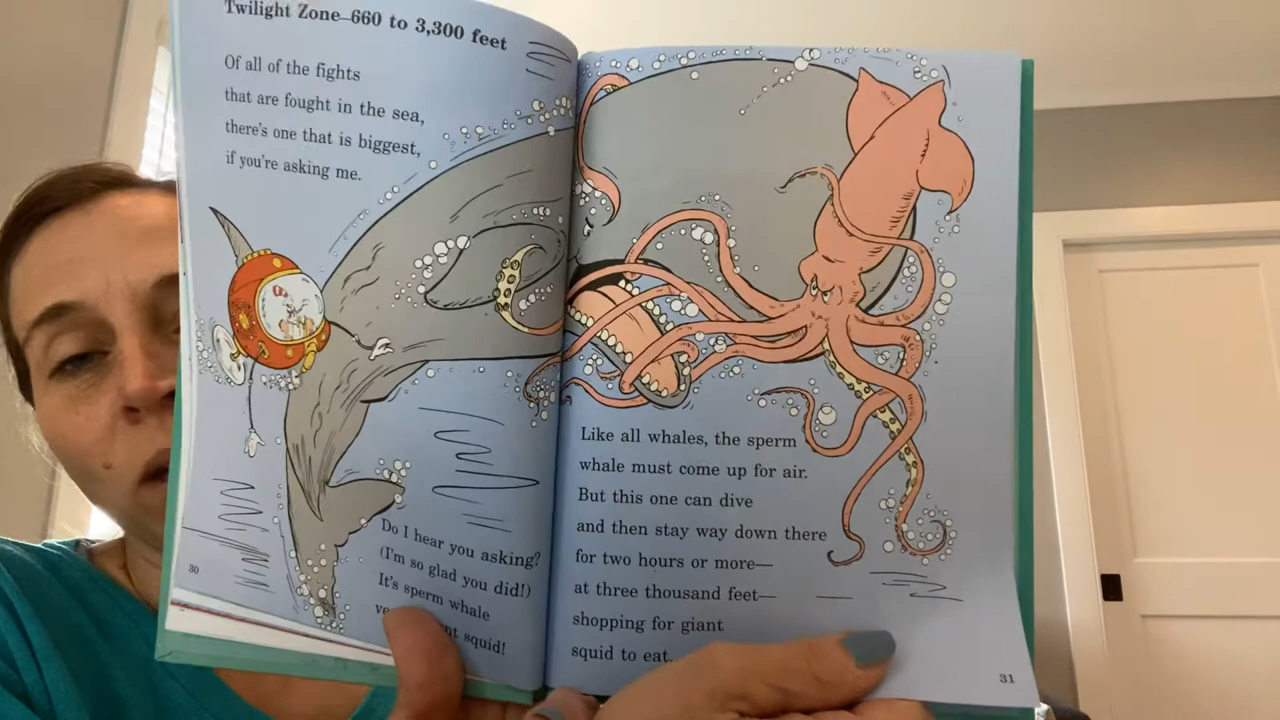 Twilight Zone–660 to 3,300 feet
Of all of the fights
that are fought in the sea,
there's one that is biggest,
if you're asking me.
Do I hear you asking?
(I'm so glad you did!)
It's sperm whale
squid!
30
Like all whales, the sperm
whale must come up for air.
But this one can dive
and then stay way down there
for two hours or more—
at three thousand feet—
shopping for giant
squid to eat.
31